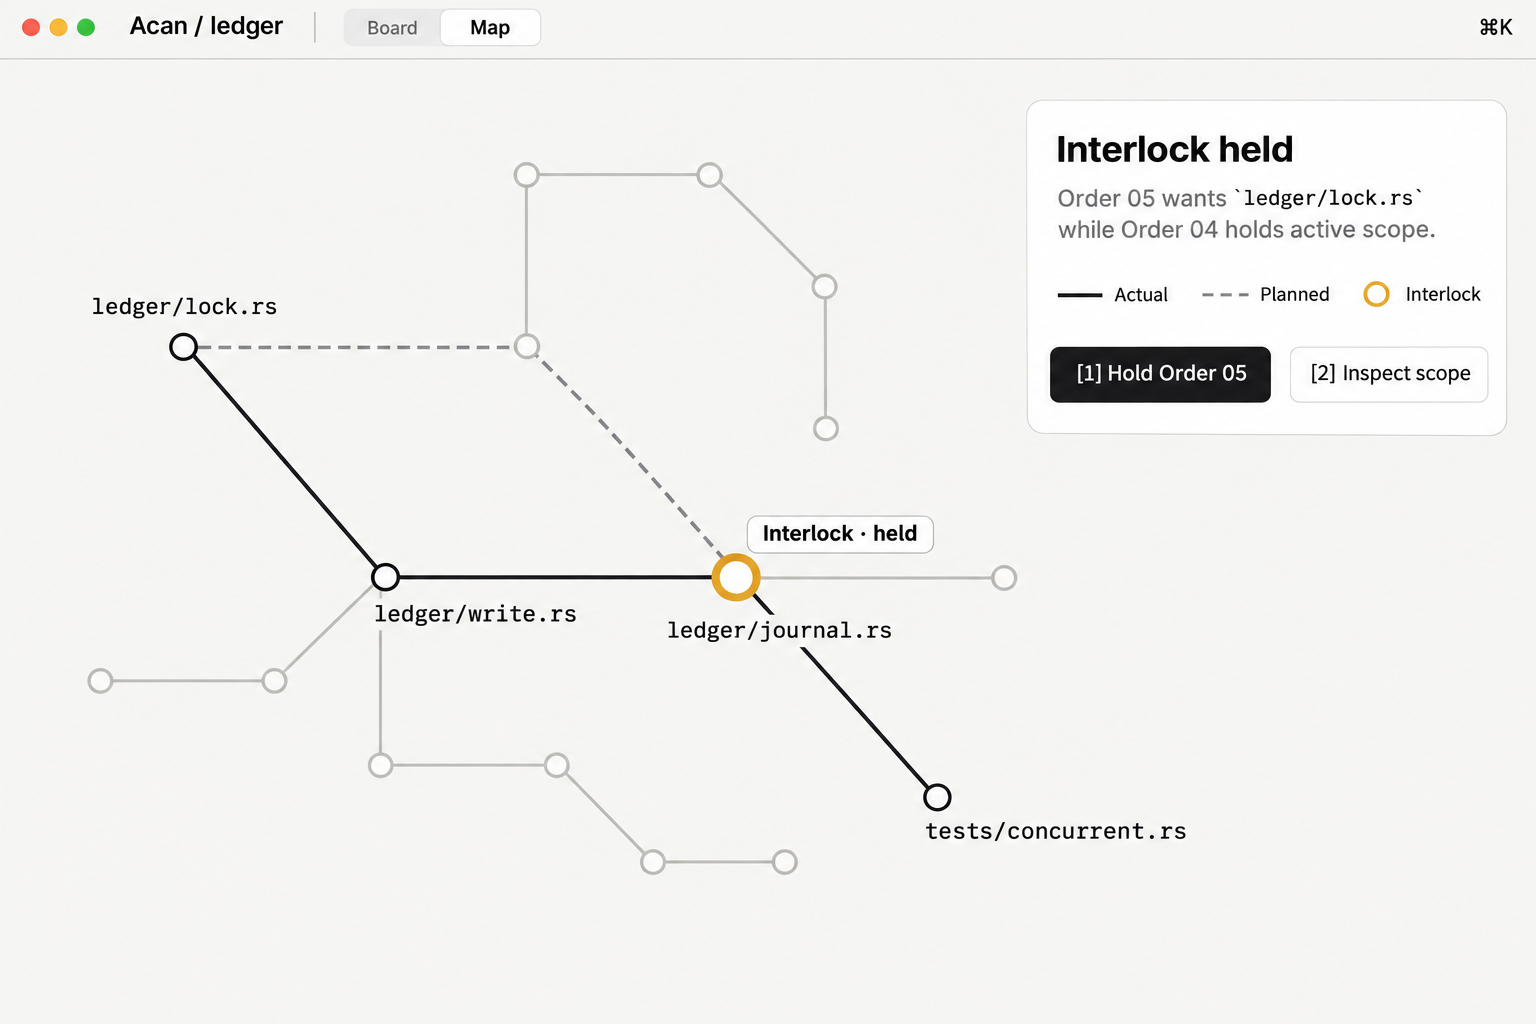 Acan / ledger
Board
Map
⌘K
Interlock held
Order 05 wants `ledger/lock.rs`
while Order 04 holds active scope.
Actual
Planned
Interlock
[1] Hold Order 05
[2] Inspect scope
ledger/lock.rs
Interlock · held
ledger/write.rs
ledger/journal.rs
tests/concurrent.rs